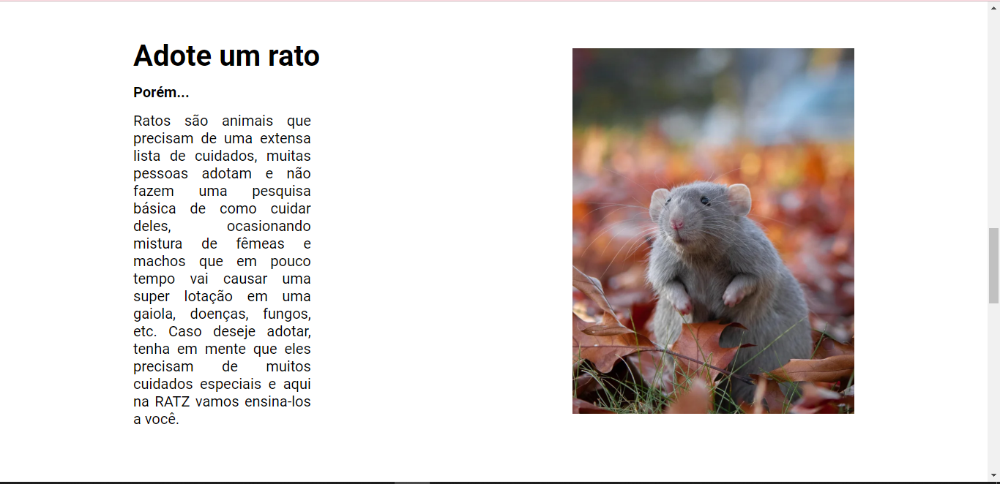 Adote um rato
Porém...
Ratos são animais que
precisam de uma extensa
lista de cuidados, muitas
pessoas adotam e não
fazem uma pesquisa
básica de como cuidar
deles, ocasionando
mistura de fêmeas e
machos que em pouco
tempo vai causar uma
super lotação em uma
gaiola, doenças, fungos,
etc. Caso deseje adotar,
tenha em mente que eles
precisam de muitos
cuidados especiais e aqui
na RATZ vamos ensina-los
a você.